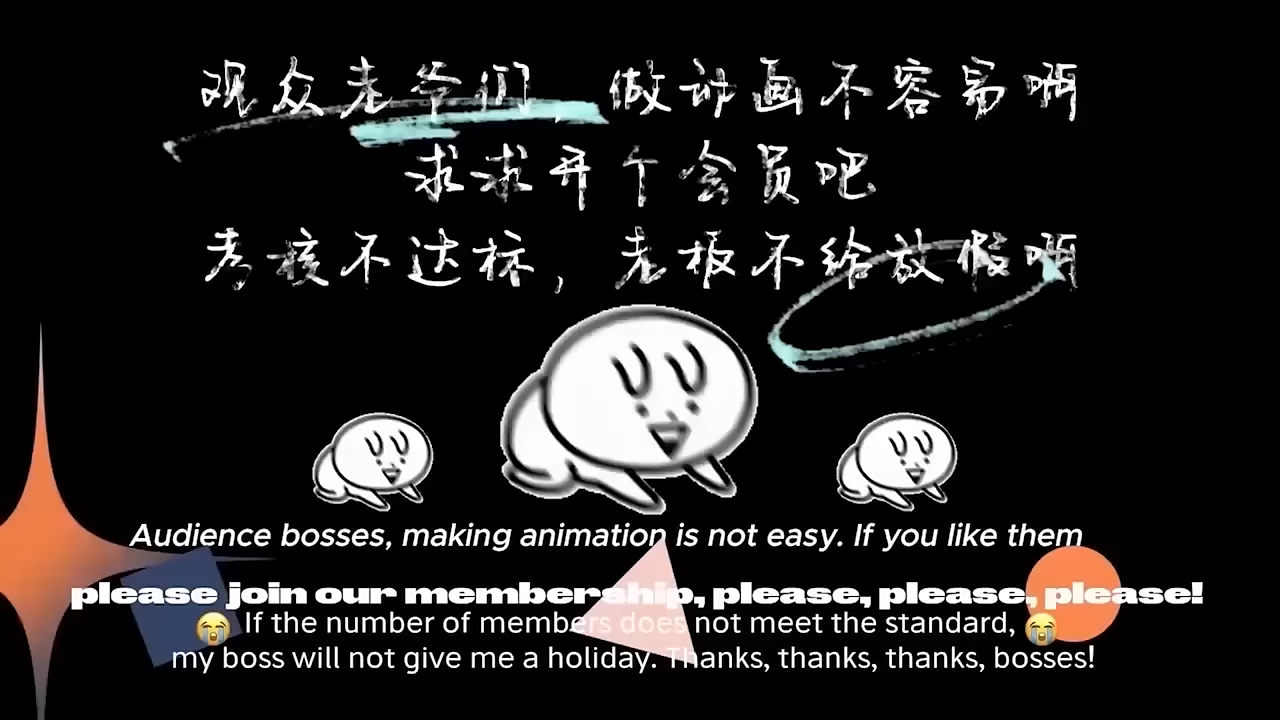 观众老爷们，做动画不容易啊
求求开个会员吧
考核不达标，老板不给放假啊
Audience bosses, making animation is not easy. If you like them
please join our membership, please, please, please!
😭 If the number of members does not meet the standard, 😭
my boss will not give me a holiday. Thanks, thanks, thanks, bosses!